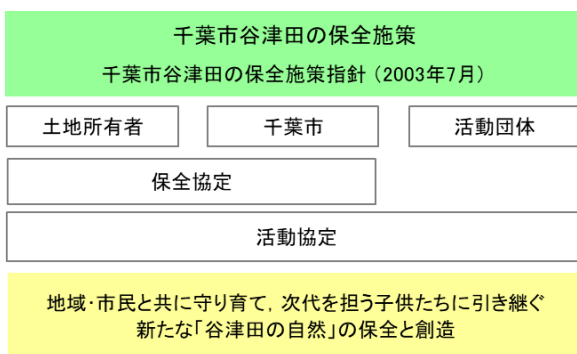 千葉市谷津田の保全施策
千葉市谷津田の保全施策指針（2003年7月）
土地所有者
千葉市
活動団体
保全協定
活動協定
地域・市民と共に守り育て，次代を担う子供たちに引き継ぐ
新たな「谷津田の自然」の保全と創造